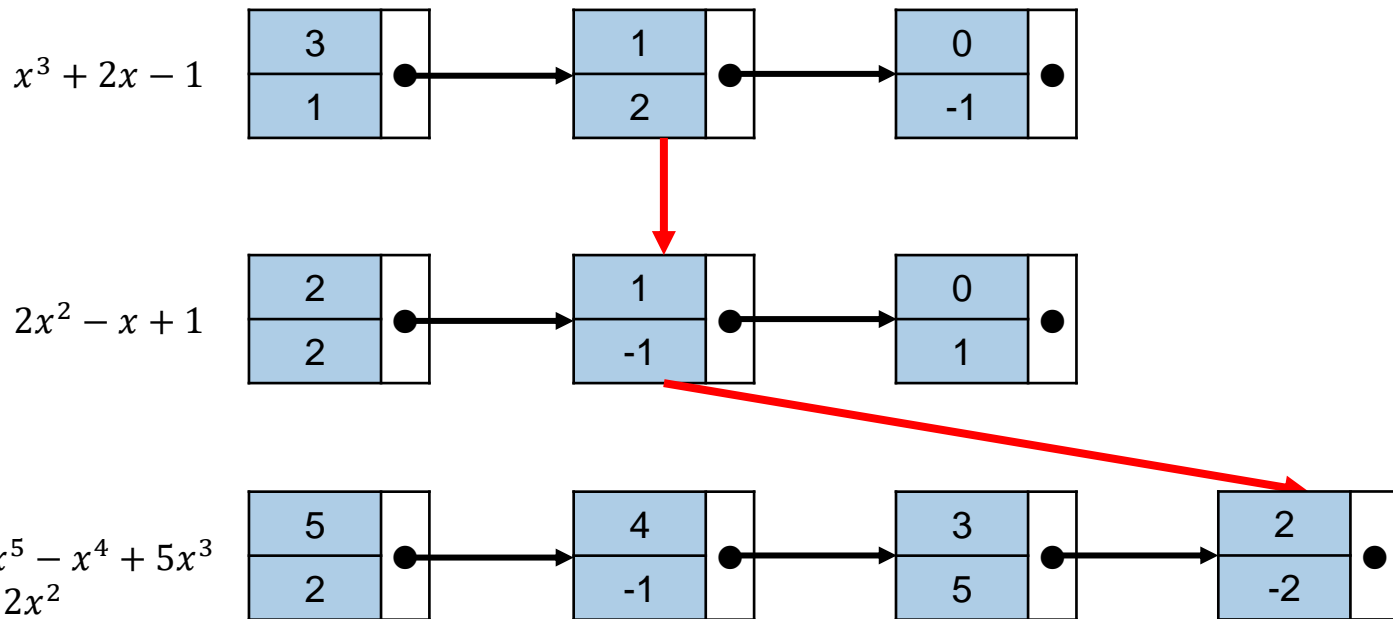 x³ + 2x − 1
3 1 0
1 2 -1
2x² − x + 1
2 1 0
2 -1 1
x⁵ − x⁴ + 5x³
2x²
5 4 3 2
2 -1 5 -2